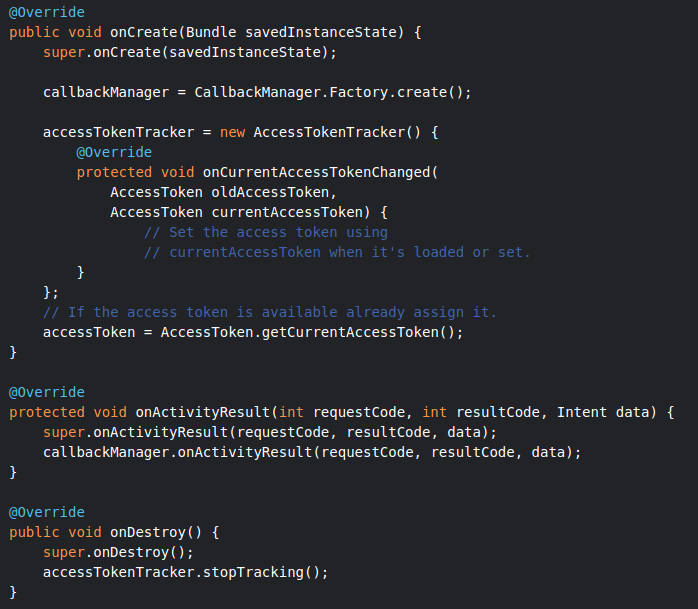 @Override
public void onCreate(Bundle savedInstanceState) {
    super.onCreate(savedInstanceState);

    callbackManager = CallbackManager.Factory.create();

    accessTokenTracker = new AccessTokenTracker() {
        @Override
        protected void onCurrentAccessTokenChanged(
            AccessToken oldAccessToken,
            AccessToken currentAccessToken) {
                // Set the access token using
                // currentAccessToken when it's loaded or set.
        }
    };
    // If the access token is available already assign it.
    accessToken = AccessToken.getCurrentAccessToken();
}

@Override
protected void onActivityResult(int requestCode, int resultCode, Intent data) {
    super.onActivityResult(requestCode, resultCode, data);
    callbackManager.onActivityResult(requestCode, resultCode, data);
}

@Override
public void onDestroy() {
    super.onDestroy();
    accessTokenTracker.stopTracking();
}